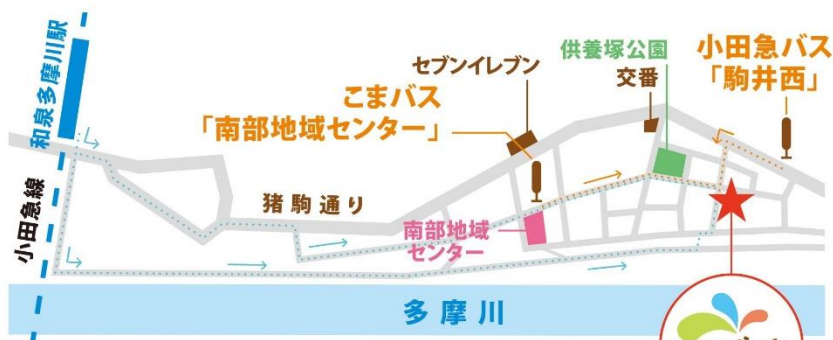 和泉多摩川駅
小田急線
セブンイレブン
こまバス
「南部地域センター」
供養塚公園
交番
小田急バス
「駒井西」
猪駒通り
南部地域
センター
多摩川